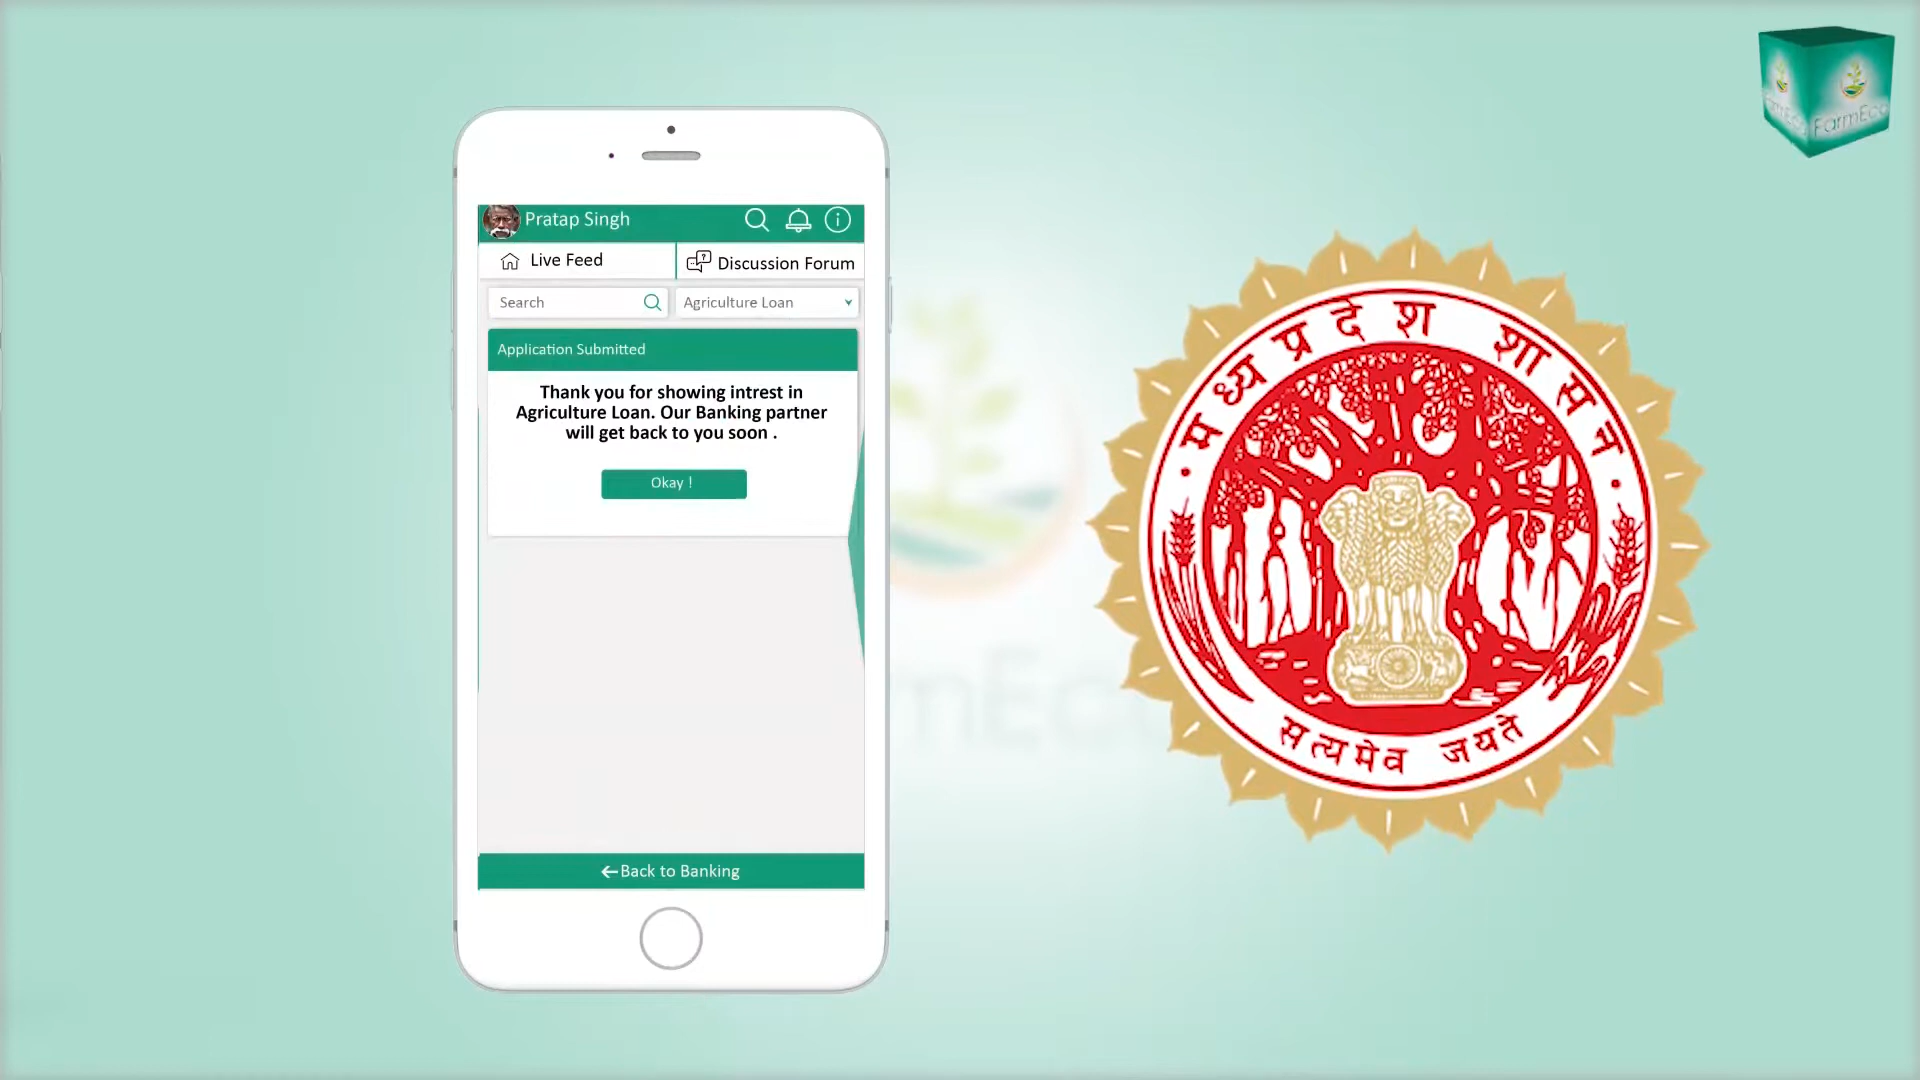 Pratap Singh
Live Feed
Discussion Forum
Search
Agriculture Loan
Application Submitted
Thank you for showing intrest in
Agriculture Loan. Our Banking partner
will get back to you soon .
Okay !
Back to Banking
मध्यप्रदेश शासन
सत्यमेव जयते
FarmEco